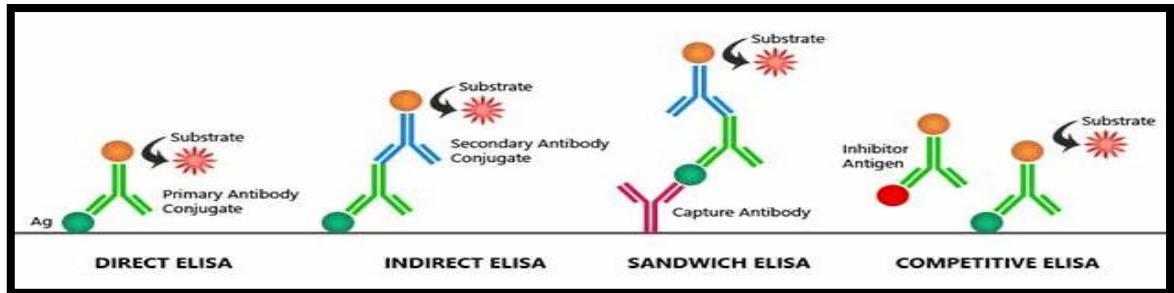 Substrate
Primary Antibody
Conjugate
Ag
DIRECT ELISA
Substrate
Secondary Antibody
Conjugate
INDIRECT ELISA
Substrate
Capture Antibody
SANDWICH ELISA
Inhibitor
Antigen
Substrate
COMPETITIVE ELISA